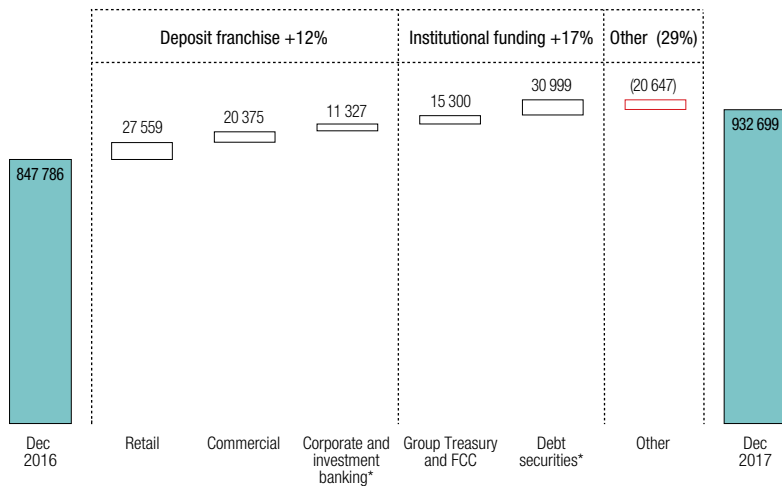 Deposit franchise +12%
Institutional funding +17%
Other (29%)
847 786
27 559
20 375
11 327
15 300
30 999
(20 647)
932 699
Dec
2016
Retail
Commercial
Corporate and
investment
banking*
Group Treasury
and FCC
Debt
securities*
Other
Dec
2017